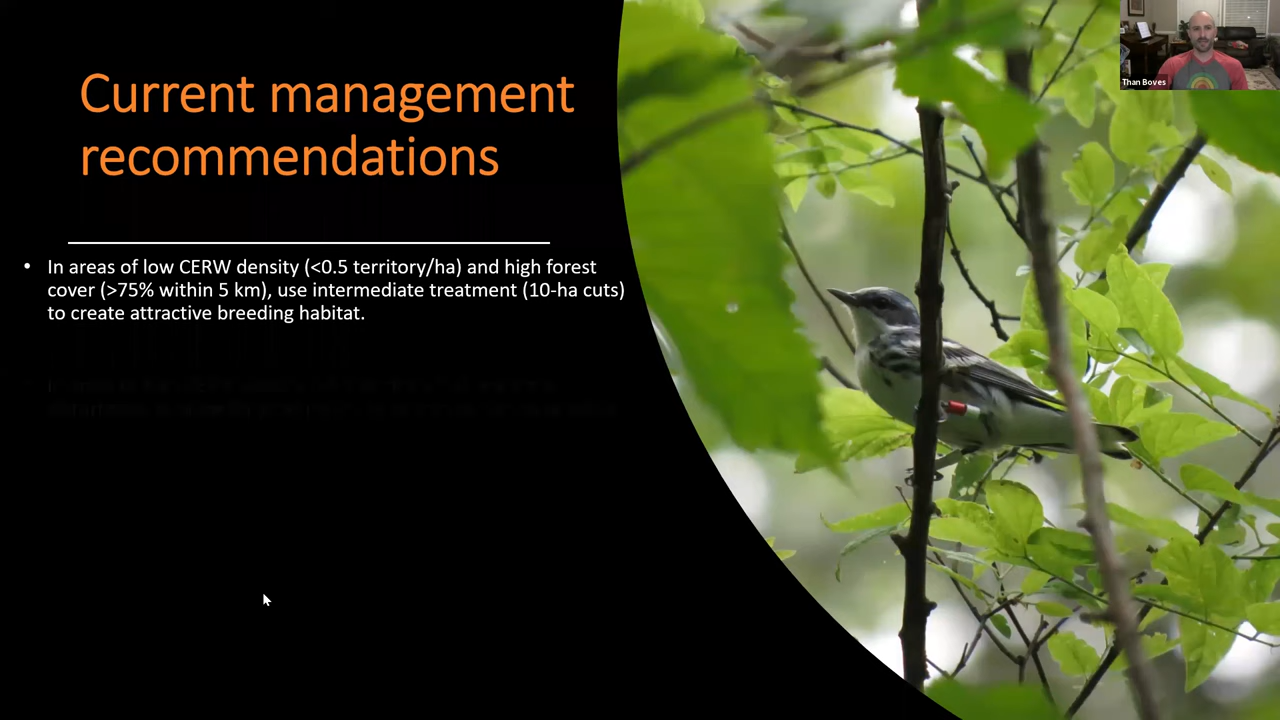 Than Boves
Current management
recommendations
• In areas of low CERW density (<0.5 territory/ha) and high forest
cover (>75% within 5 km), use intermediate treatment (10-ha cuts)
to create attractive breeding habitat.